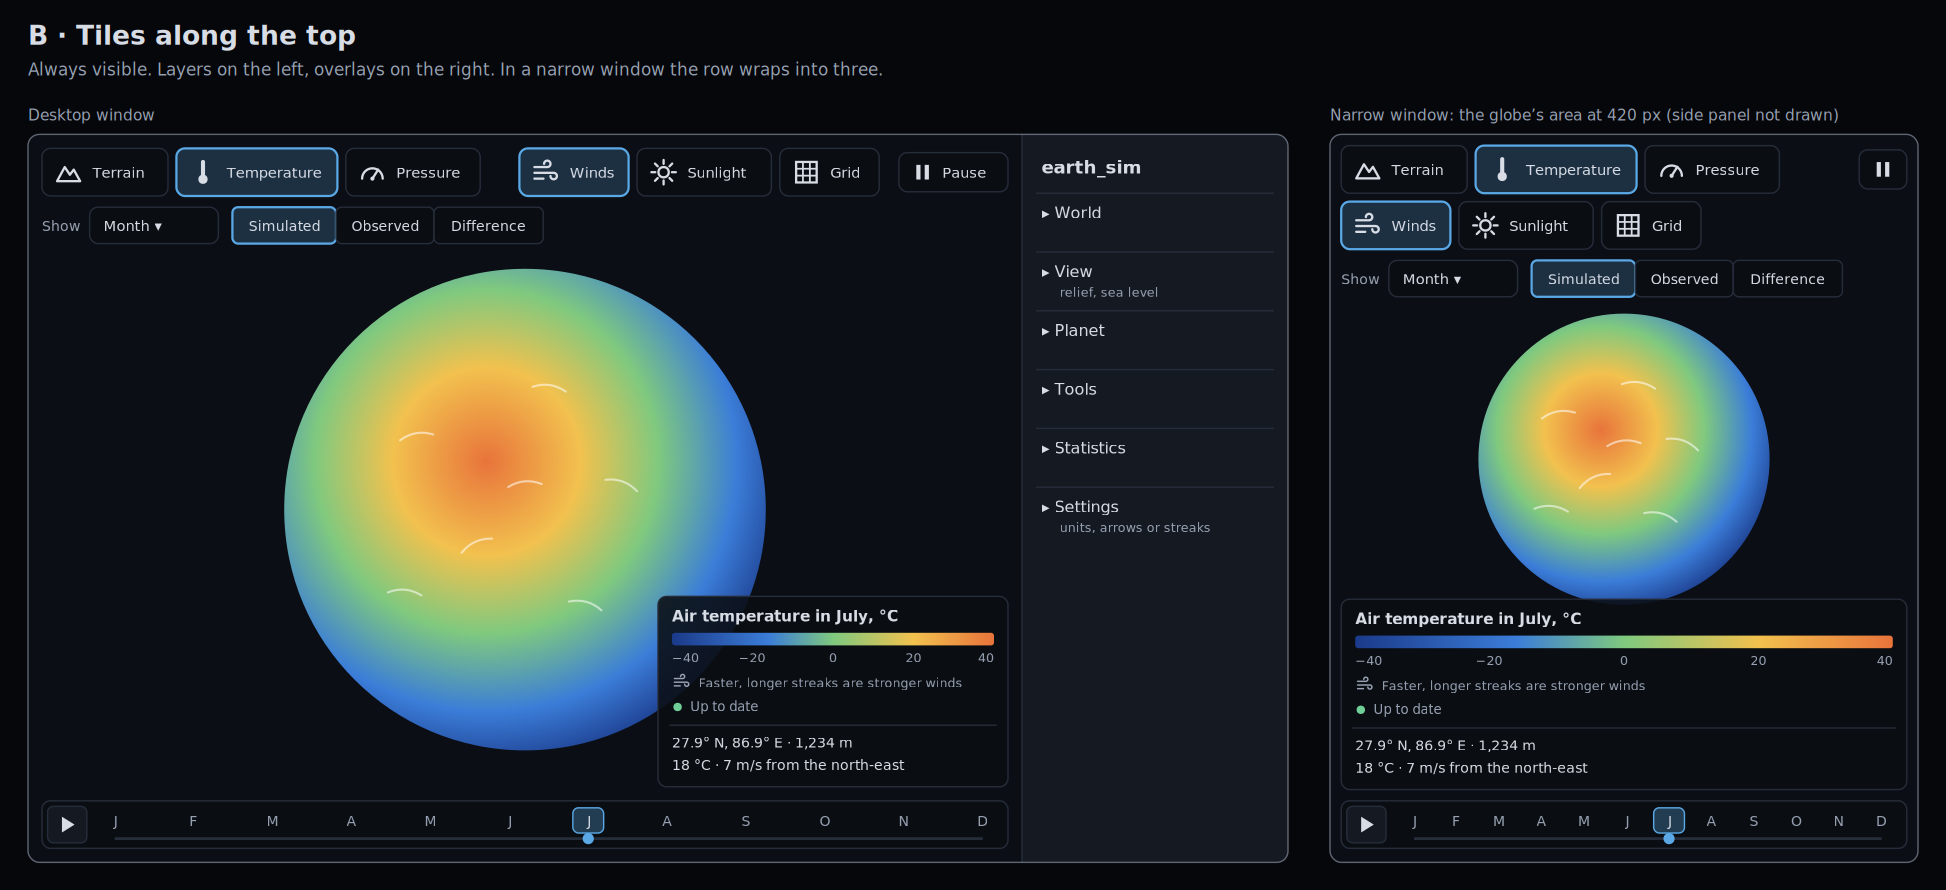 B · Tiles along the top
Always visible. Layers on the left, overlays on the right. In a narrow window the row wraps into three.
Desktop window
Terrain Temperature Pressure Winds Sunlight Grid Pause
Show Month ▾ Simulated Observed Difference
Air temperature in July, °C
−40 −20 0 20 40
Faster, longer streaks are stronger winds
Up to date
27.9° N, 86.9° E · 1,234 m
18 °C · 7 m/s from the north-east
J F M A M J J A S O N D
earth_sim
▸ World
▸ View
relief, sea level
▸ Planet
▸ Tools
▸ Statistics
▸ Settings
units, arrows or streaks
Narrow window: the globe’s area at 420 px (side panel not drawn)
Terrain Temperature Pressure
Winds Sunlight Grid
Show Month ▾ Simulated Observed Difference
Air temperature in July, °C
−40 −20 0 20 40
Faster, longer streaks are stronger winds
Up to date
27.9° N, 86.9° E · 1,234 m
18 °C · 7 m/s from the north-east
J F M A M J J A S O N D